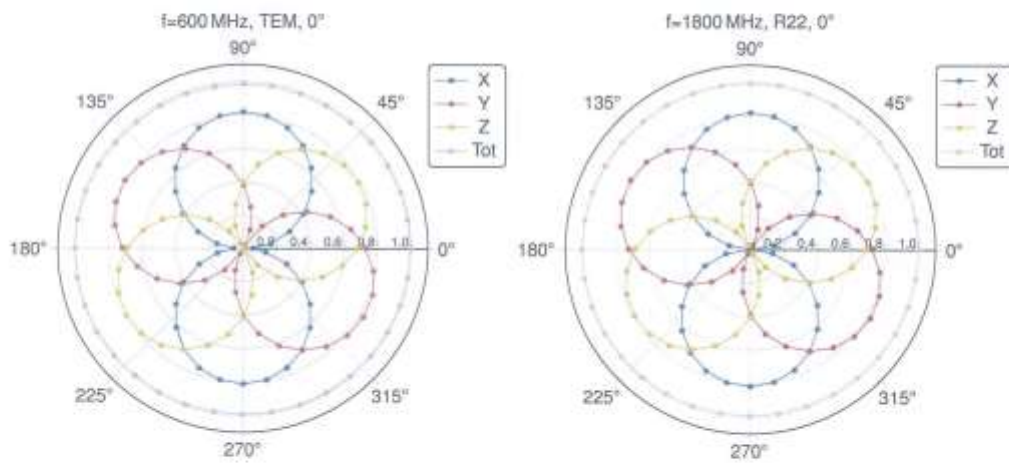 f=600 MHz, TEM, 0°
90°
135°
45°
180°
0°
225°
315°
270°
0.2 0.4 0.6 0.8 1.0
X
Y
Z
Tot
f=1800 MHz, R22, 0°
90°
135°
45°
180°
0°
225°
315°
270°
0.2 0.4 0.6 0.8 1.0
X
Y
Z
Tot